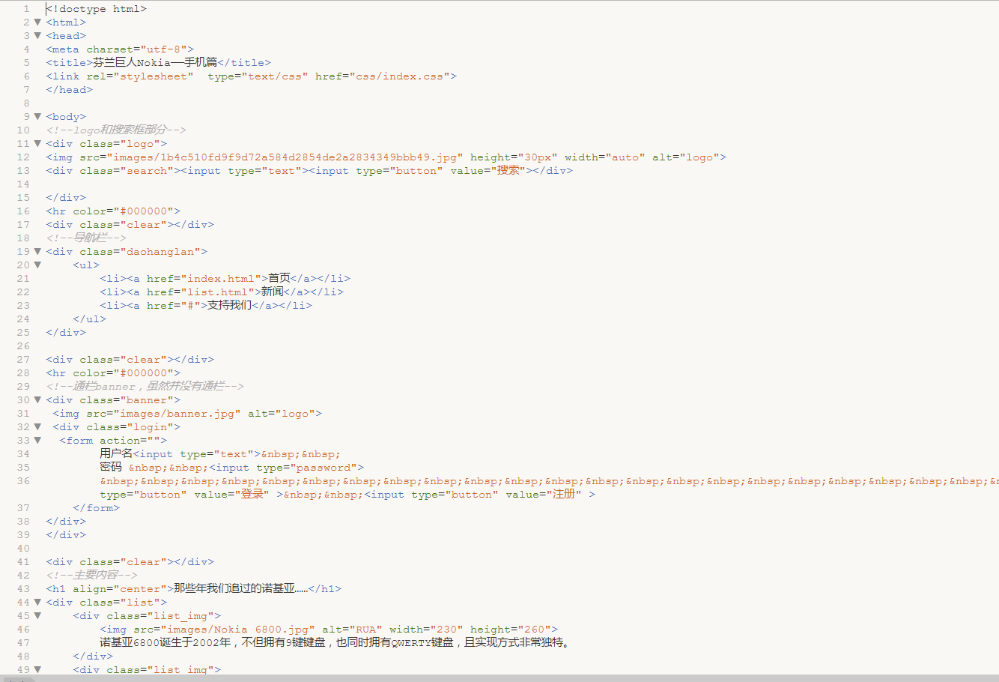 1 <!doctype html>
2 ▼ <html>
3 ▼ <head>
4 <meta charset="utf-8">
5 <title>芬兰巨人Nokia——手机篇</title>
6 <link rel="stylesheet"  type="text/css" href="css/index.css">
7 </head>
8
9 ▼ <body>
10 <!--logo和搜索框部分-->
11 ▼ <div class="logo">
12 <img src="images/1b4c510fd9f9d72a584d2854de2a2834349bbb49.jpg" height="30px" width="auto" alt="logo">
13 <div class="search"><input type="text"><input type="button" value="搜索"></div>
14
15 </div>
16 <hr color="#000000">
17 <div class="clear"></div>
18 <!--导航栏-->
19 ▼ <div class="daohanglan">
20 ▼ <ul>
21 <li><a href="index.html">首页</a></li>
22 <li><a href="list.html">新闻</a></li>
23 <li><a href="#">支持我们</a></li>
24 </ul>
25 </div>
26
27 <div class="clear"></div>
28 <hr color="#000000">
29 <!--通栏banner，虽然并没有通栏-->
30 ▼ <div class="banner">
31 <img src="images/banner.jpg" alt="logo">
32 ▼ <div class="login">
33 ▼ <form action="">
34 用户名<input type="text">&nbsp;&nbsp;
35 密码 &nbsp;&nbsp;<input type="password">
36 &nbsp;&nbsp;&nbsp;&nbsp;&nbsp;&nbsp;&nbsp;&nbsp;&nbsp;&nbsp;&nbsp;&nbsp;&nbsp;&nbsp;&nbsp;&nbsp;&nbsp;&nbsp;&nbsp;&nbsp;&nbsp;&nbsp;
type="button" value="登录" >&nbsp;&nbsp;<input type="button" value="注册" >
37 </form>
38 </div>
39 </div>
40
41 <div class="clear"></div>
42 <!--主要内容-->
43 <h1 align="center">那些年我们追过的诺基亚……</h1>
44 ▼ <div class="list">
45 ▼ <div class="list_img">
46 <img src="images/Nokia 6800.jpg" alt="RUA" width="230" height="260">
47 诺基亚6800诞生于2002年，不但拥有9键键盘，也同时拥有QWERTY键盘，且实现方式非常独特。
48 </div>
49 ▼ <div class="list_img">